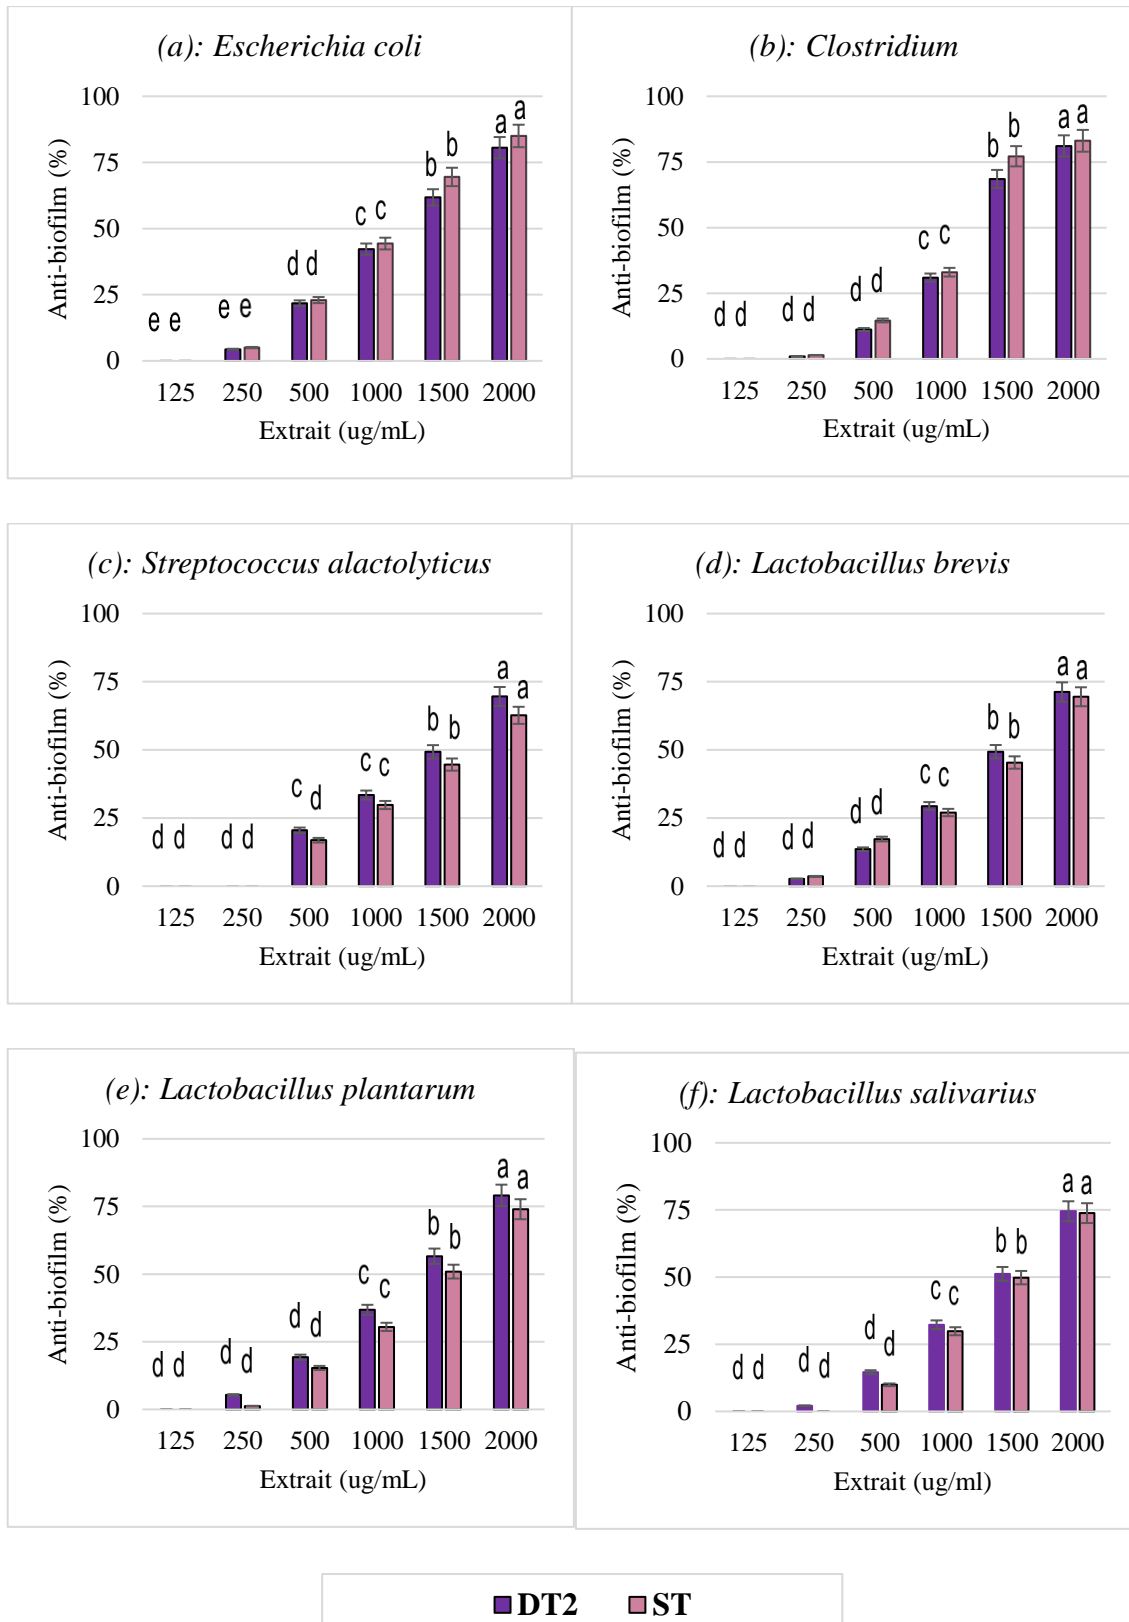 (a): Escherichia coli
Anti-biofilm (%)
100
a a
75
b b
50
c c
d d
25
e e e e
0
125 250 500 1000 1500 2000
Extrait (ug/mL)
(b): Clostridium
Anti-biofilm (%)
100
a a
b b
75
50
c c
25
d d d d d d
0
125 250 500 1000 1500 2000
Extrait (ug/mL)
(c): Streptococcus alactolyticus
Anti-biofilm (%)
100
a a
75
b b
50
c c
c d
25
d d d d
0
125 250 500 1000 1500 2000
Extrait (ug/mL)
(d): Lactobacillus brevis
Anti-biofilm (%)
100
a a
75
b b
50
c c
25
d d d d d d
0
125 250 500 1000 1500 2000
Extrait (ug/mL)
(e): Lactobacillus plantarum
Anti-biofilm (%)
100
a a
75
b b
50
c c
25
d d d d d d
0
125 250 500 1000 1500 2000
Extrait (ug/mL)
(f): Lactobacillus salivarius
Anti-biofilm (%)
100
a a
75
b b
50
c c
25
d d d d d d
0
125 250 500 1000 1500 2000
Extrait (ug/ml)
DT2 ST